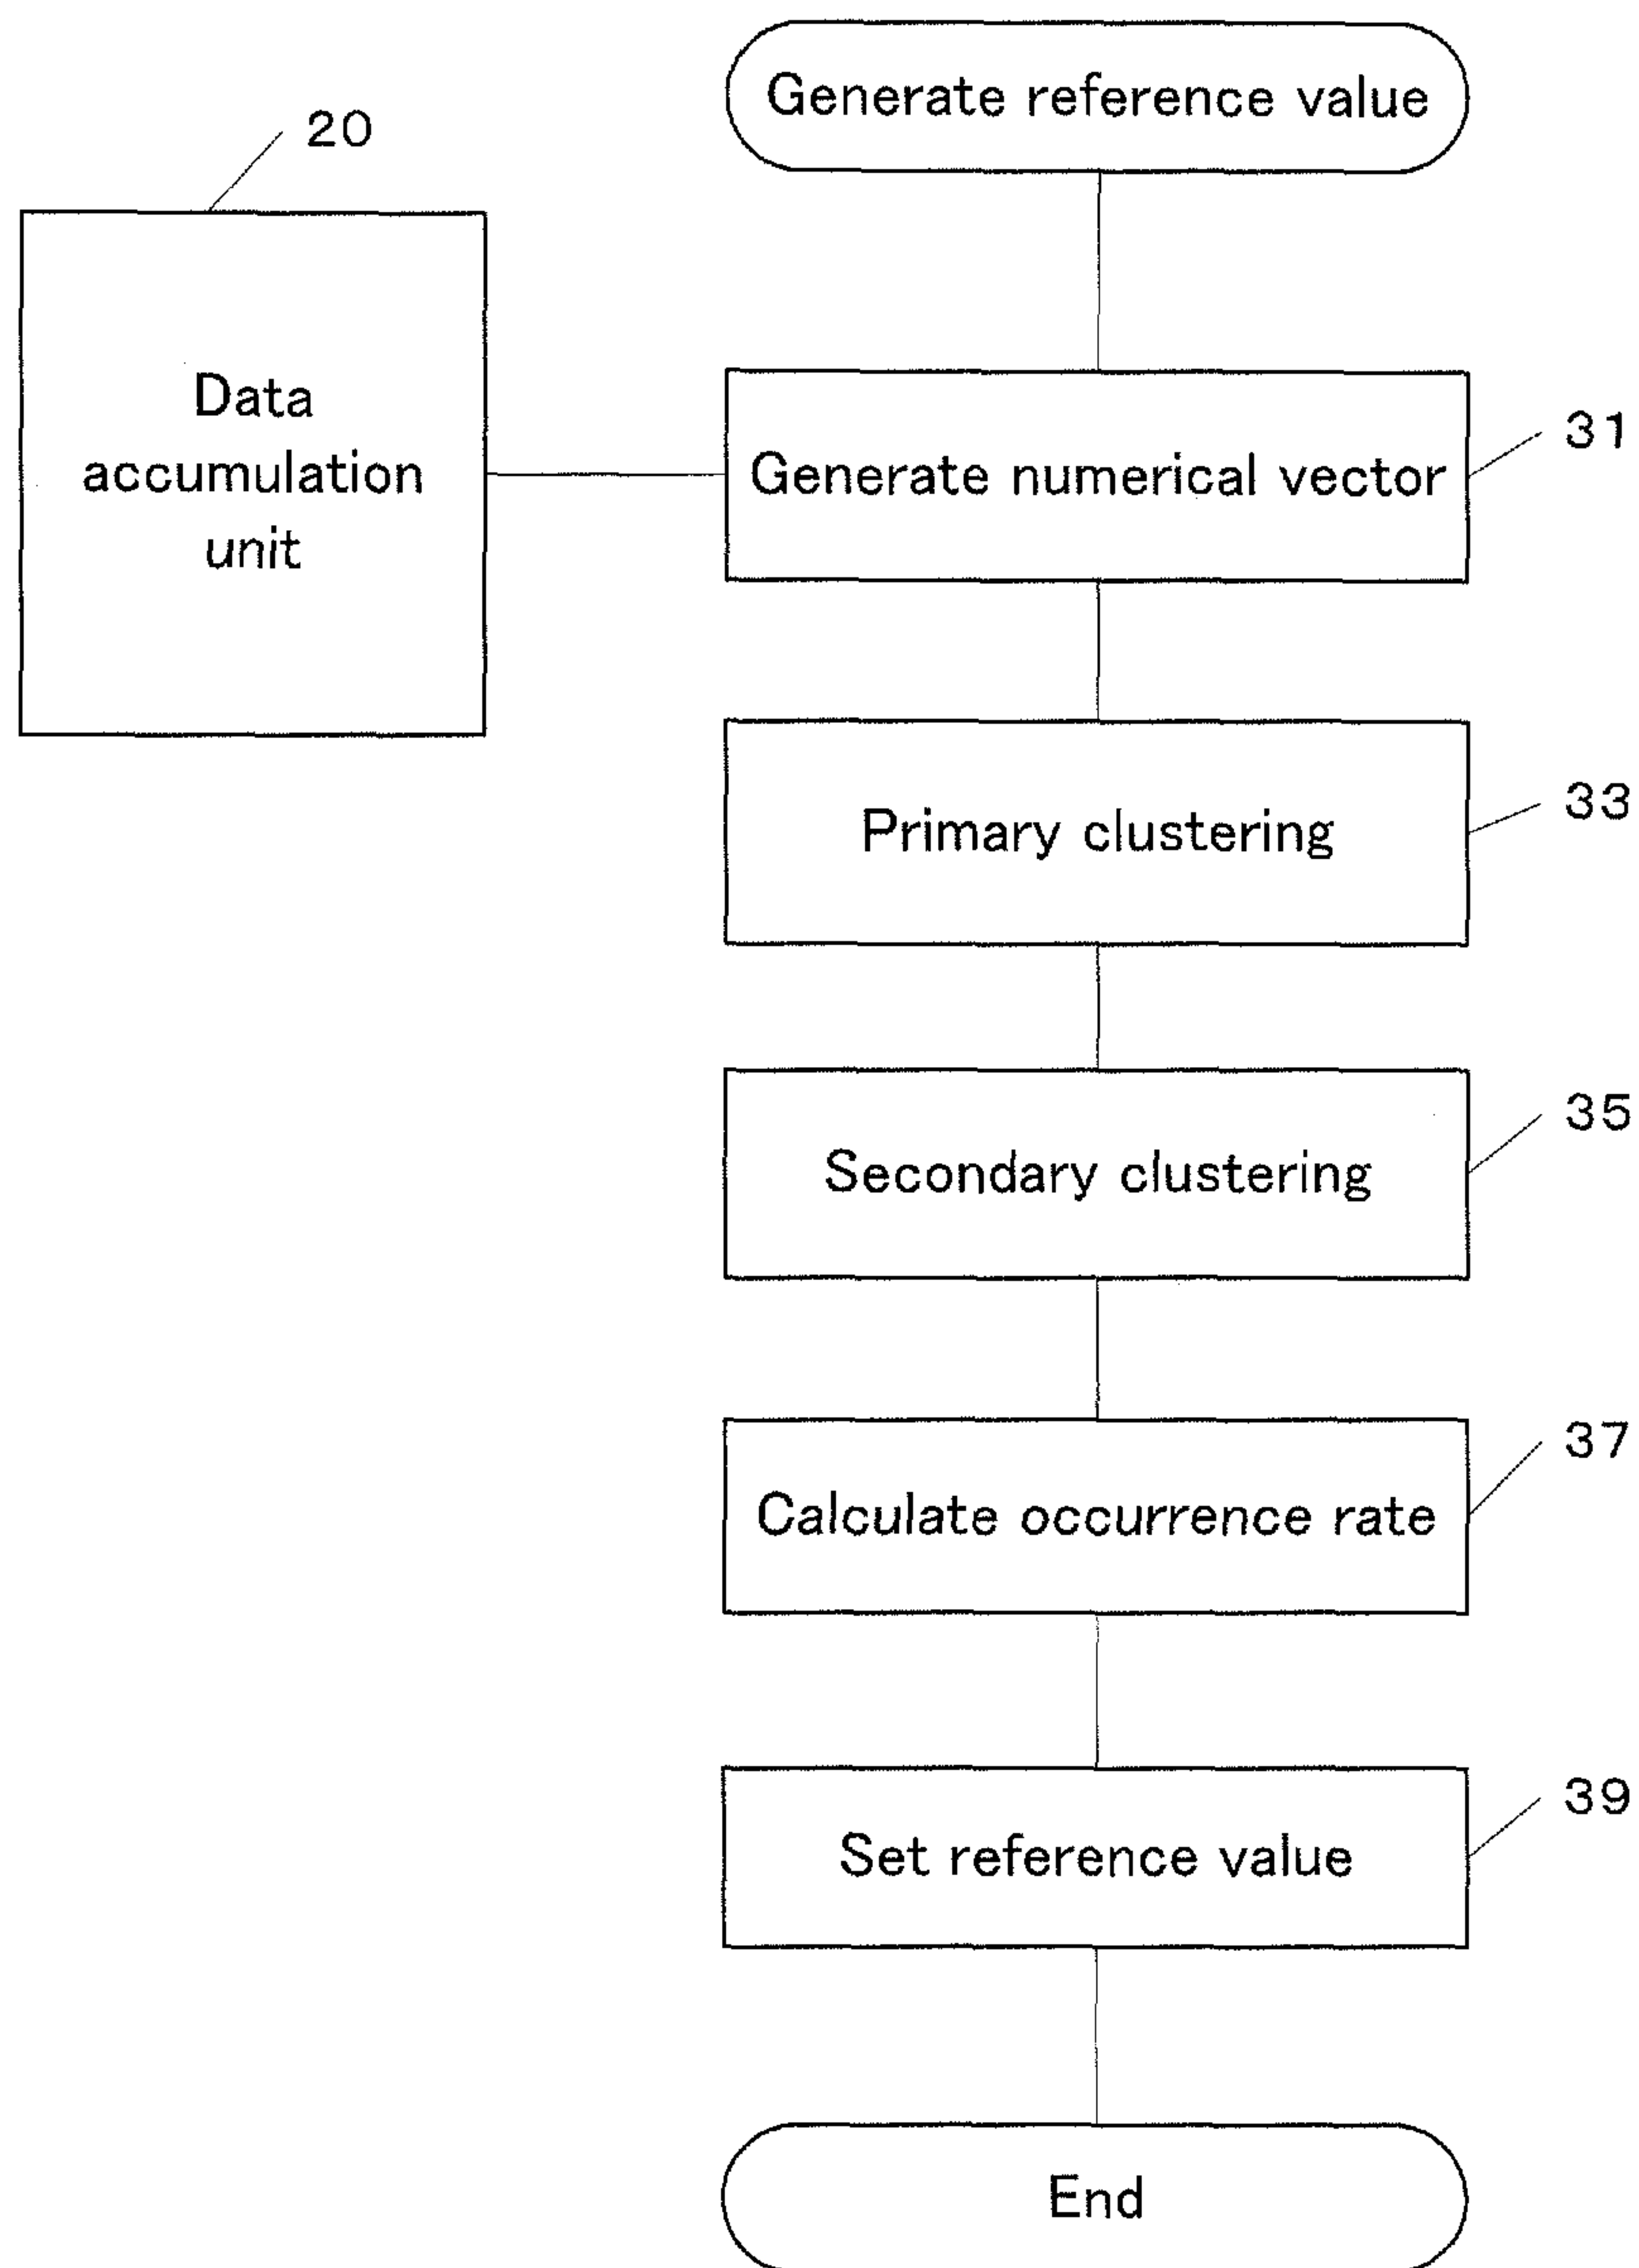 Generate reference value
20
Data
accumulation
unit
31
Generate numerical vector
33
Primary clustering
35
Secondary clustering
37
Calculate occurrence rate
39
Set reference value
End